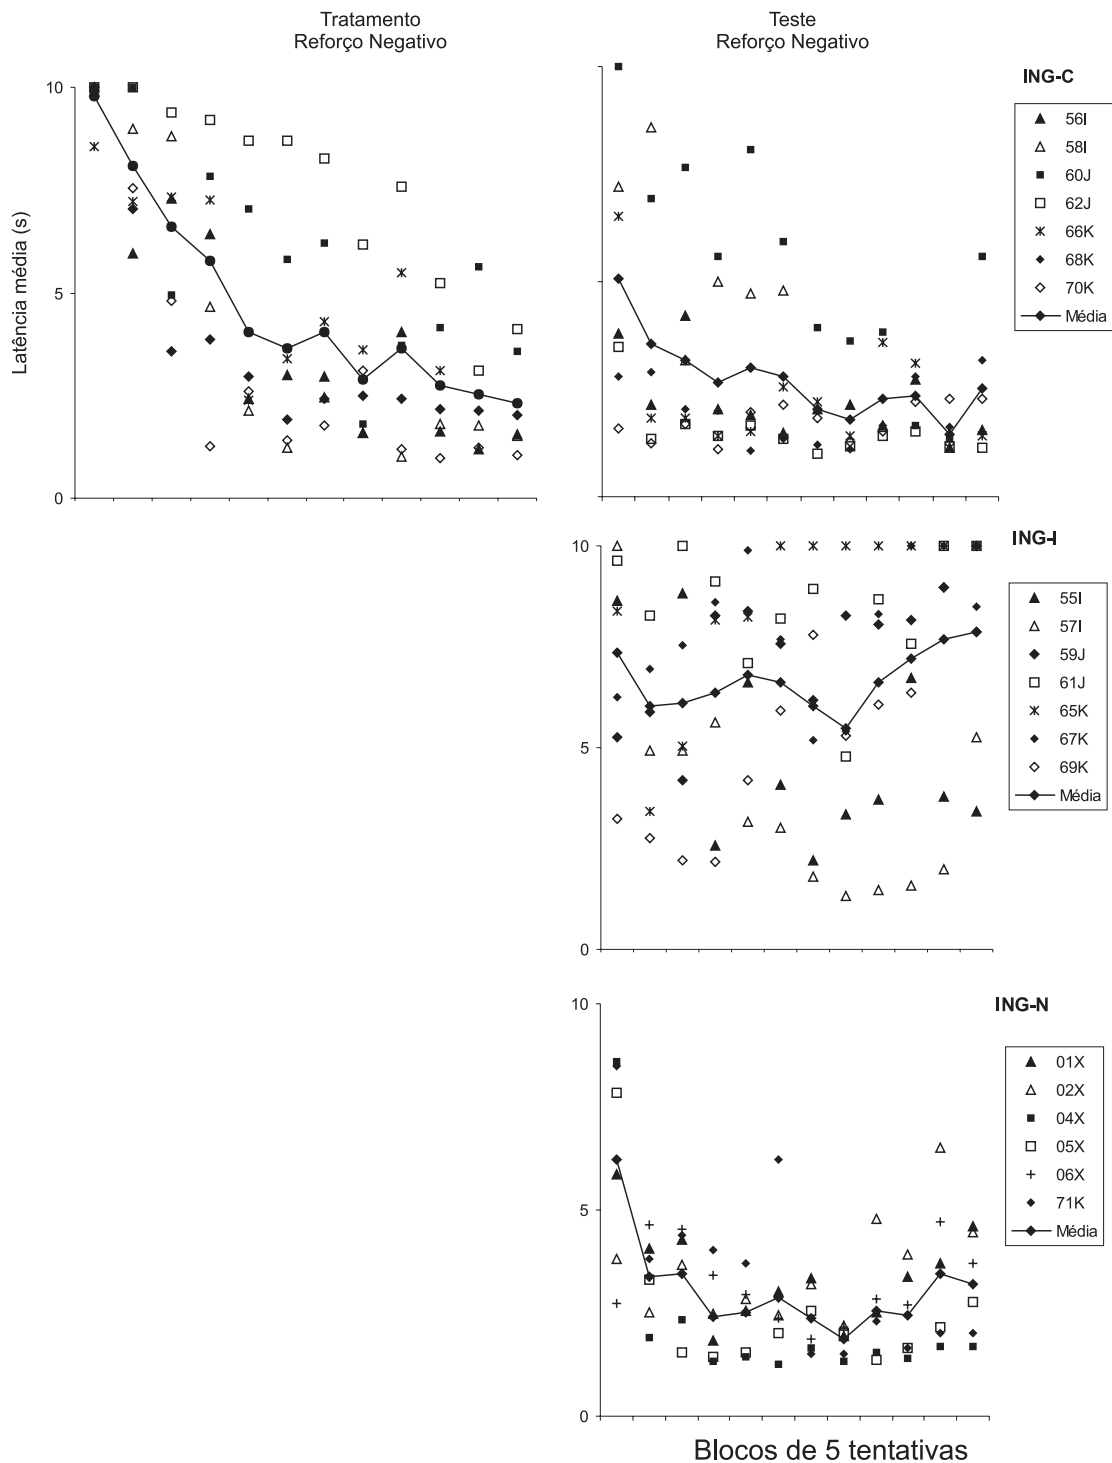 Tratamento
Reforço Negativo
Teste
Reforço Negativo
ING-C
56I
58I
60J
62J
66K
68K
70K
Média
10
5
0
Latência média (s)
ING-I
10
5
0
55I
57I
59J
61J
65K
67K
69K
Média
ING-N
10
5
0
01X
02X
04X
05X
06X
71K
Média
Blocos de 5 tentativas